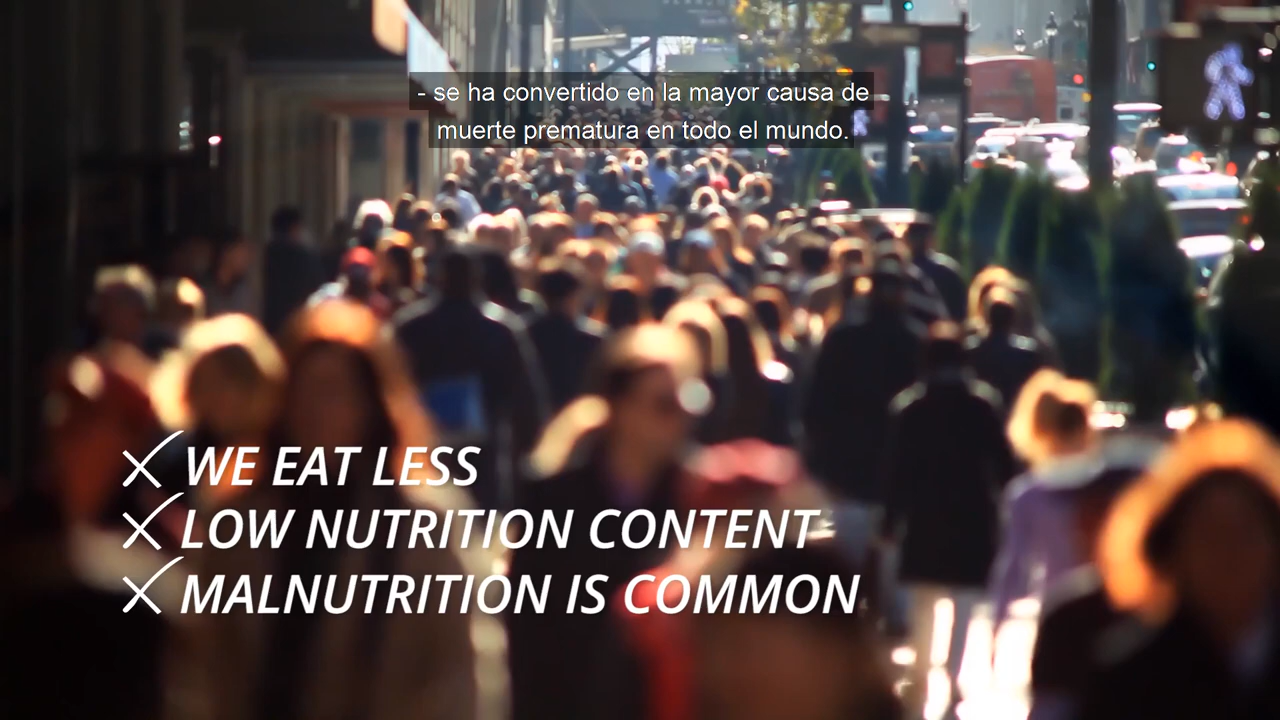 - se ha convertido en la mayor causa de
muerte prematura en todo el mundo.
WE EAT LESS
LOW NUTRITION CONTENT
MALNUTRITION IS COMMON